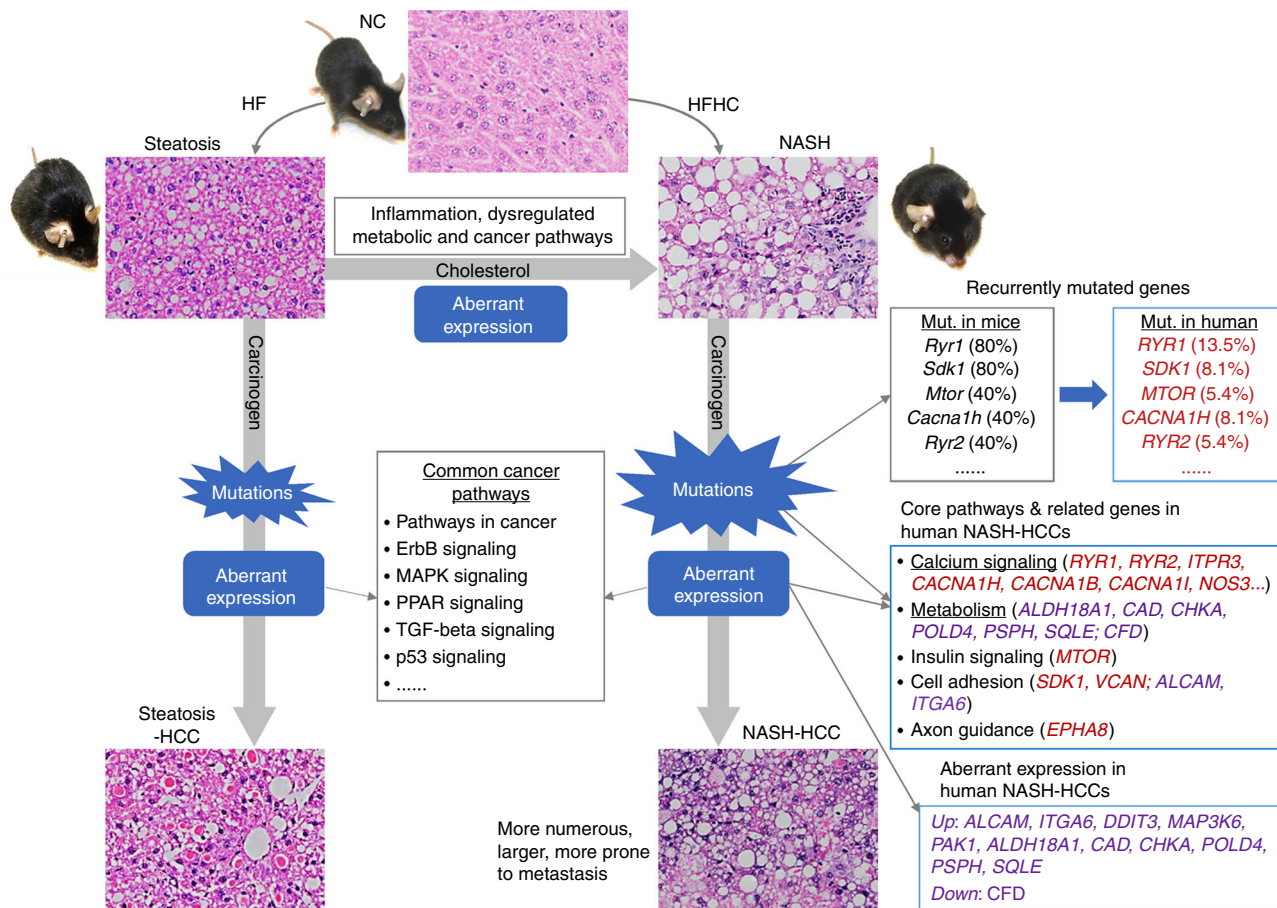 NC
HF
HFHC
Steatosis
NASH
Inflammation, dysregulated
metabolic and cancer pathways
Cholesterol
Aberrant
expression
Carcinogen
Carcinogen
Recurrently mutated genes
Mut. in mice
Ryr1 (80%)
Sdk1 (80%)
Mtor (40%)
Cacna1h (40%)
Ryr2 (40%)
......
Mut. in human
RYR1 (13.5%)
SDK1 (8.1%)
MTOR (5.4%)
CACNA1H (8.1%)
RYR2 (5.4%)
......
Mutations
Aberrant
expression
Common cancer
pathways
• Pathways in cancer
• ErbB signaling
• MAPK signaling
• PPAR signaling
• TGF-beta signaling
• p53 signaling
• ......
Mutations
Aberrant
expression
Core pathways & related genes in
human NASH-HCCs
• Calcium signaling (RYR1, RYR2, ITPR3,
CACNA1H, CACNA1B, CACNA1I, NOS3...)
• Metabolism (ALDH18A1, CAD, CHKA,
POLD4, PSPH, SQLE; CFD)
• Insulin signaling (MTOR)
• Cell adhesion (SDK1, VCAN; ALCAM,
ITGA6)
• Axon guidance (EPHA8)
Steatosis
-HCC
NASH-HCC
More numerous,
larger, more prone
to metastasis
Aberrant expression in
human NASH-HCCs
Up: ALCAM, ITGA6, DDIT3, MAP3K6,
PAK1, ALDH18A1, CAD, CHKA, POLD4,
PSPH, SQLE
Down: CFD